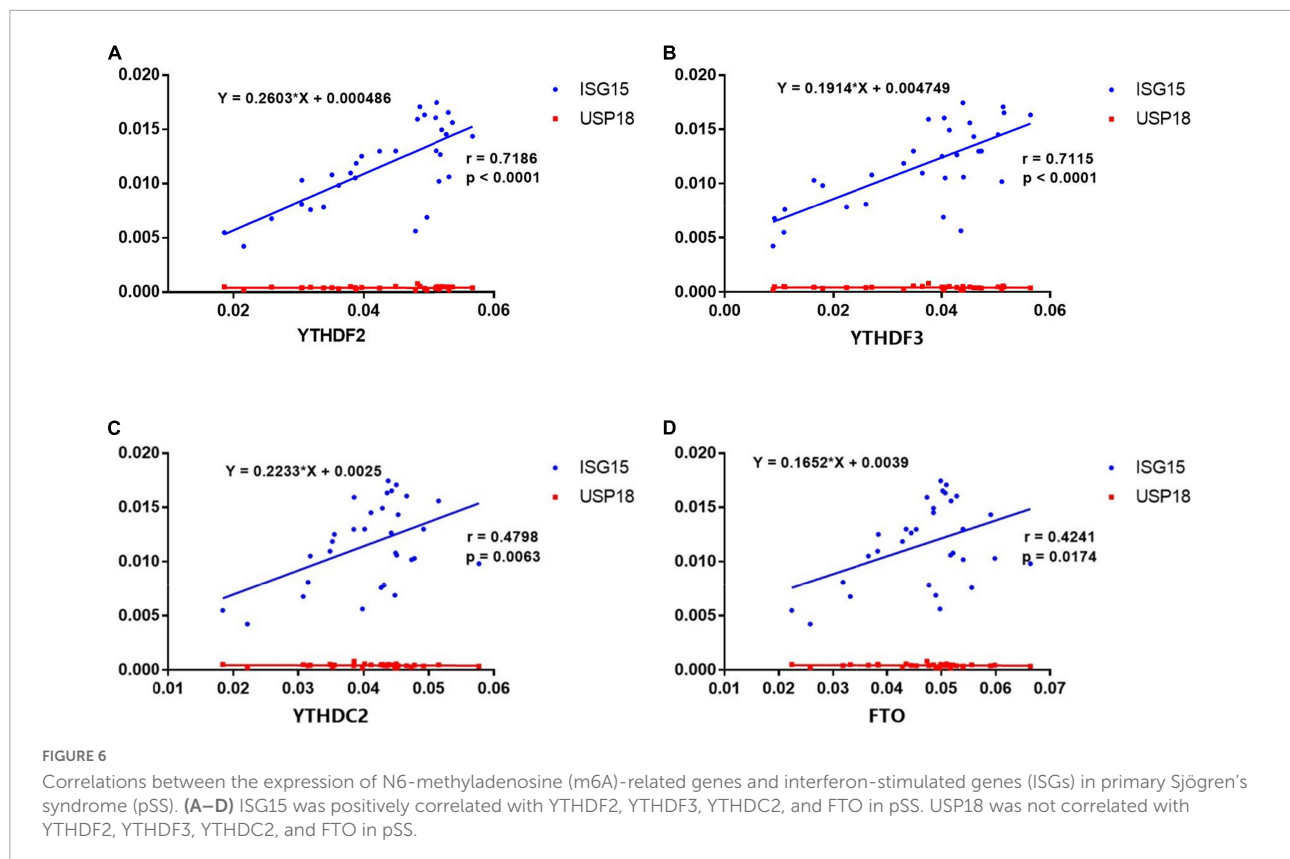 A
0.020
0.015
0.010
0.005
0.000
Y = 0.2603*X + 0.000486
ISG15
USP18
r = 0.7186
p < 0.0001
0.02
0.04
0.06
YTHDF2
B
0.020
0.015
0.010
0.005
0.000
Y = 0.1914*X + 0.004749
ISG15
USP18
r = 0.7115
p < 0.0001
0.00
0.02
0.04
0.06
YTHDF3
C
0.020
0.015
0.010
0.005
0.000
Y = 0.2233*X + 0.0025
ISG15
USP18
r = 0.4798
p = 0.0063
0.01
0.02
0.03
0.04
0.05
0.06
YTHDC2
D
0.020
0.015
0.010
0.005
0.000
Y = 0.1652*X + 0.0039
ISG15
USP18
r = 0.4241
p = 0.0174
0.01
0.02
0.03
0.04
0.05
0.06
0.07
FTO
FIGURE 6
Correlations between the expression of N6-methyladenosine (m6A)-related genes and interferon-stimulated genes (ISGs) in primary Sjögren's
syndrome (pSS). (A–D) ISG15 was positively correlated with YTHDF2, YTHDF3, YTHDC2, and FTO in pSS. USP18 was not correlated with
YTHDF2, YTHDF3, YTHDC2, and FTO in pSS.